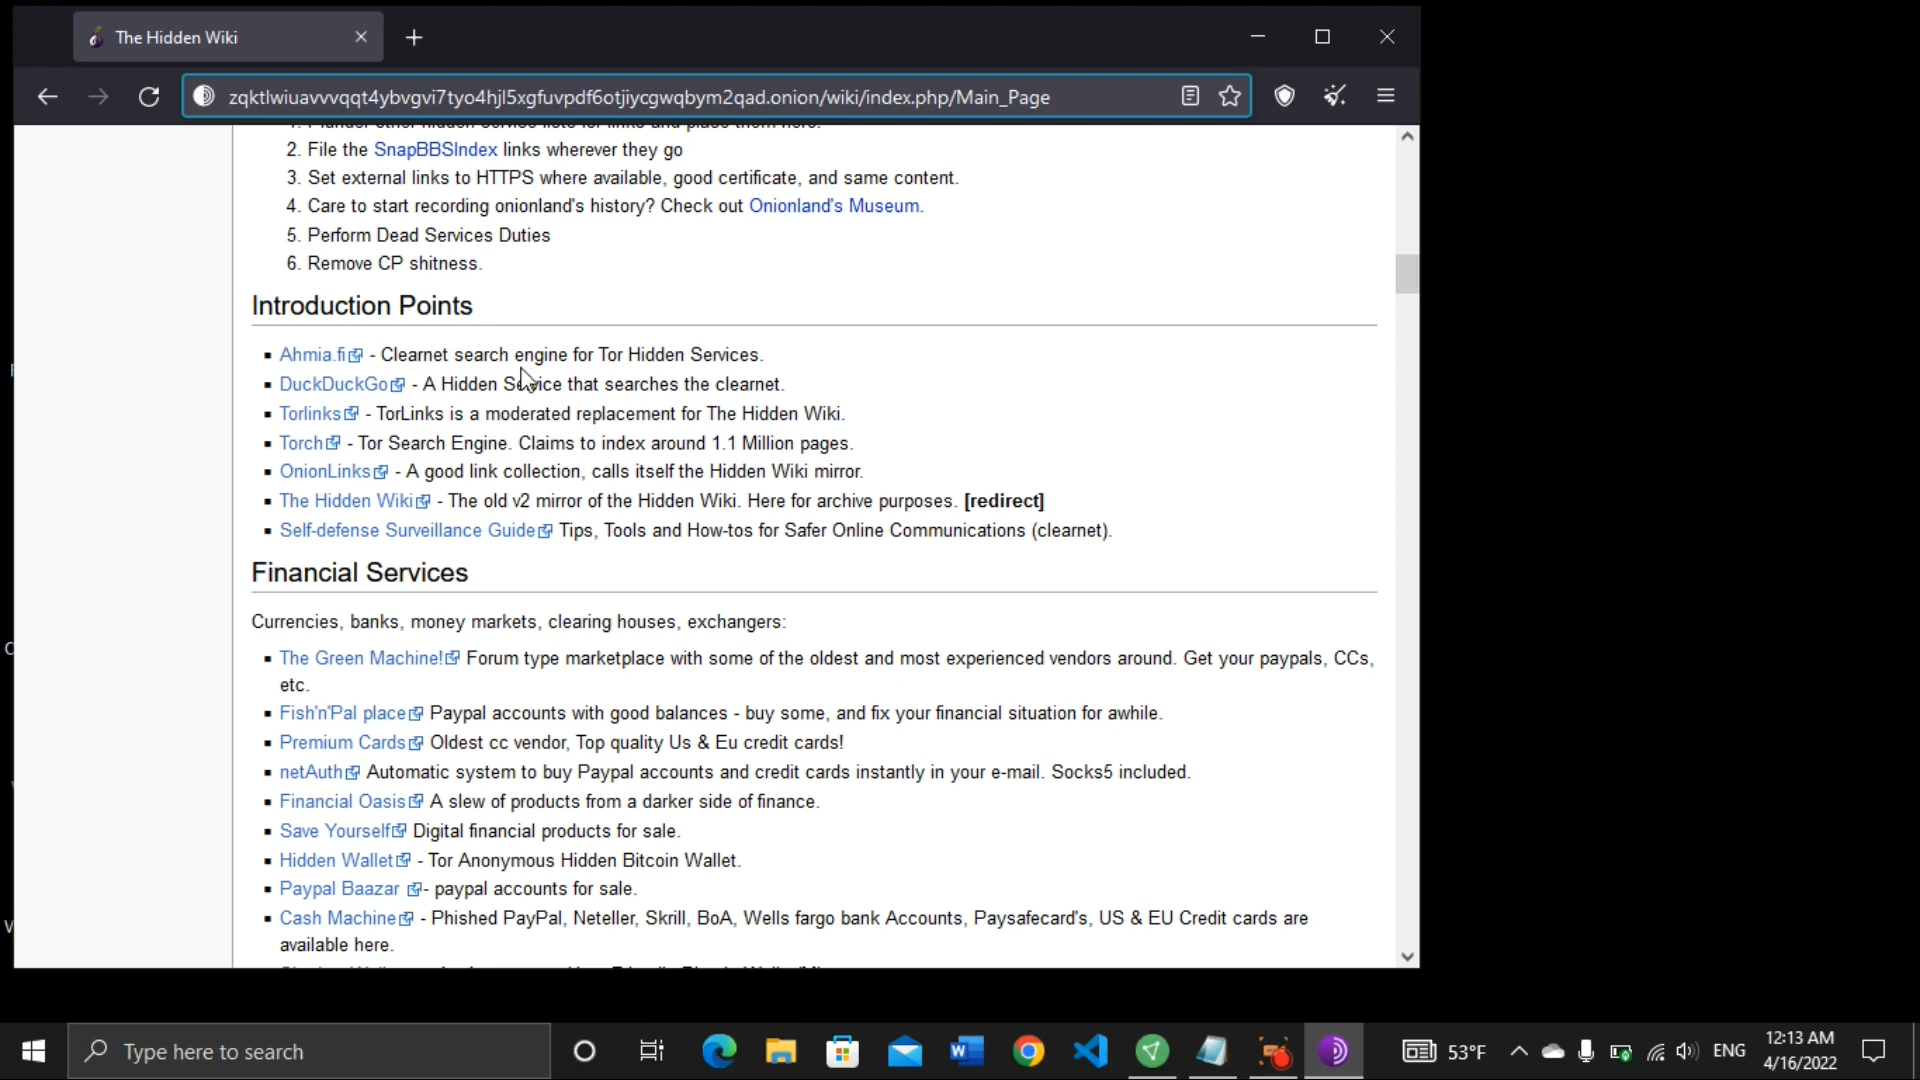 The Hidden Wiki
zqktlwiuavvvqqt4ybvgvi7tyo4hjl5xgfuvpdf6otjiycgwqbym2qad.onion/wiki/index.php/Main_Page
2. File the SnapBBSIndex links wherever they go
3. Set external links to HTTPS where available, good certificate, and same content.
4. Care to start recording onionland's history? Check out Onionland's Museum.
5. Perform Dead Services Duties
6. Remove CP shitness.
Introduction Points
Ahmia.fi - Clearnet search engine for Tor Hidden Services.
DuckDuckGo - A Hidden Service that searches the clearnet.
Torlinks - TorLinks is a moderated replacement for The Hidden Wiki.
Torch - Tor Search Engine. Claims to index around 1.1 Million pages.
OnionLinks - A good link collection, calls itself the Hidden Wiki mirror.
The Hidden Wiki - The old v2 mirror of the Hidden Wiki. Here for archive purposes. [redirect]
Self-defense Surveillance Guide Tips, Tools and How-tos for Safer Online Communications (clearnet).
Financial Services
Currencies, banks, money markets, clearing houses, exchangers:
The Green Machine! Forum type marketplace with some of the oldest and most experienced vendors around. Get your paypals, CCs,
etc.
Fish'n'Pal place Paypal accounts with good balances - buy some, and fix your financial situation for awhile.
Premium Cards Oldest cc vendor, Top quality Us & Eu credit cards!
netAuth Automatic system to buy Paypal accounts and credit cards instantly in your e-mail. Socks5 included.
Financial Oasis A slew of products from a darker side of finance.
Save Yourself Digital financial products for sale.
Hidden Wallet - Tor Anonymous Hidden Bitcoin Wallet.
Paypal Baazar - paypal accounts for sale.
Cash Machine - Phished PayPal, Neteller, Skrill, BoA, Wells fargo bank Accounts, Paysafecard's, US & EU Credit cards are
available here.
Type here to search
53°F
ENG
12:13 AM
4/16/2022